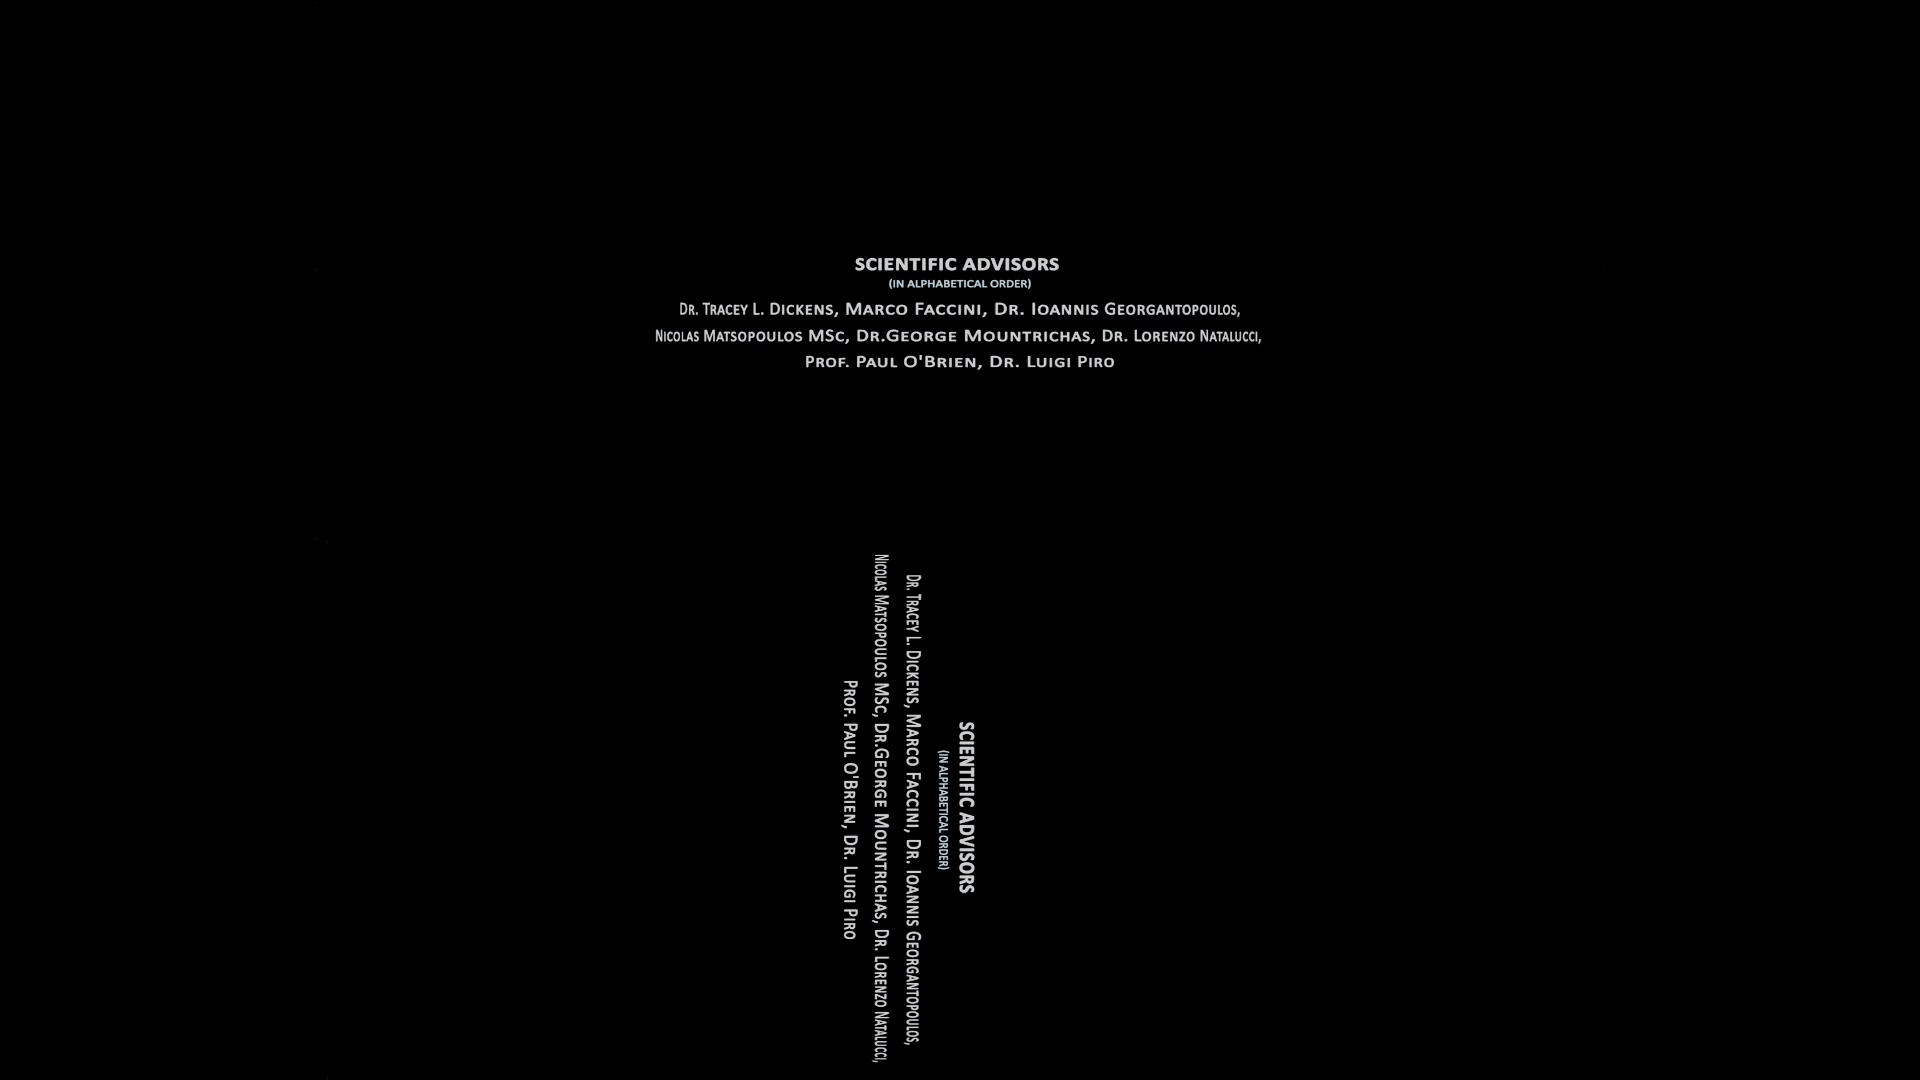 SCIENTIFIC ADVISORS
(IN ALPHABETICAL ORDER)
DR. TRACEY L. DICKENS, MARCO FACCINI, DR. IOANNIS GEORGANTOPOULOS,
NICOLAS MATSOPOULOS MSC, DR.GEORGE MOUNTRICHAS, DR. LORENZO NATALUCCI,
PROF. PAUL O'BRIEN, DR. LUIGI PIRO
SCIENTIFIC ADVISORS
(IN ALPHABETICAL ORDER)
DR. TRACEY L. DICKENS, MARCO FACCINI, DR. IOANNIS GEORGANTOPOULOS,
NICOLAS MATSOPOULOS MSC, DR.GEORGE MOUNTRICHAS, DR. LORENZO NATALUCCI,
PROF. PAUL O'BRIEN, DR. LUIGI PIRO